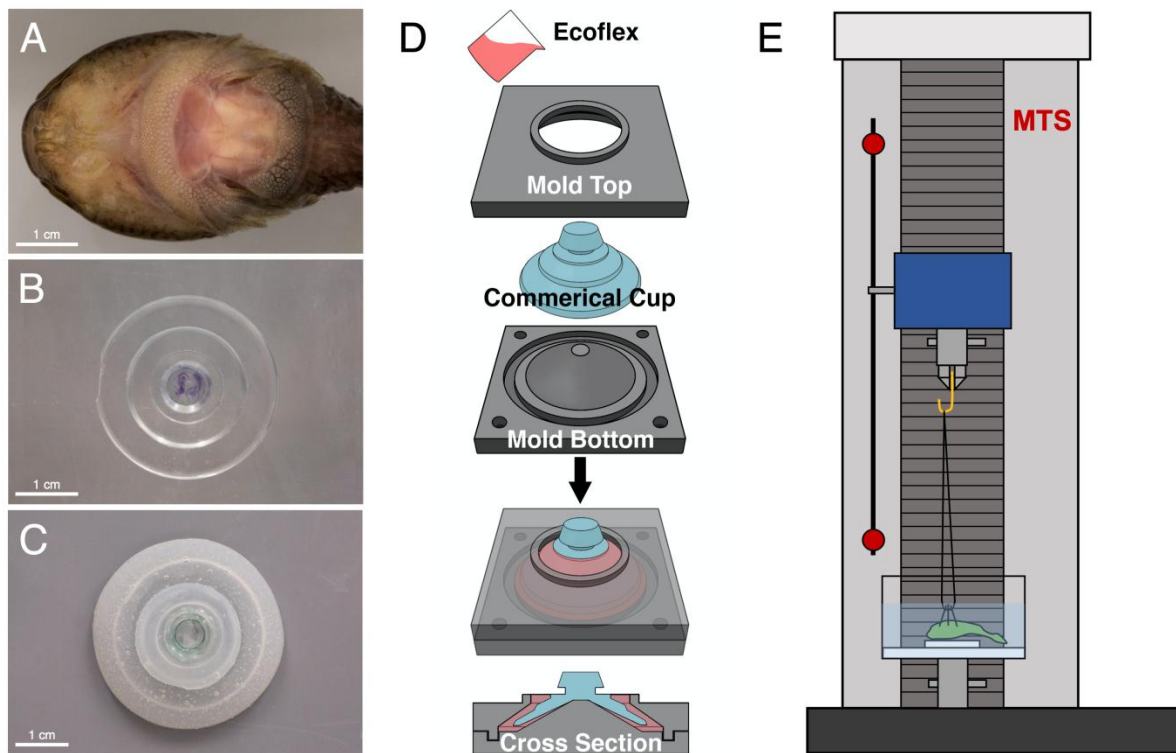 A
1 cm
B
1 cm
C
1 cm
D
Ecoflex
Mold Top
Commerical Cup
Mold Bottom
Cross Section
E
MTS